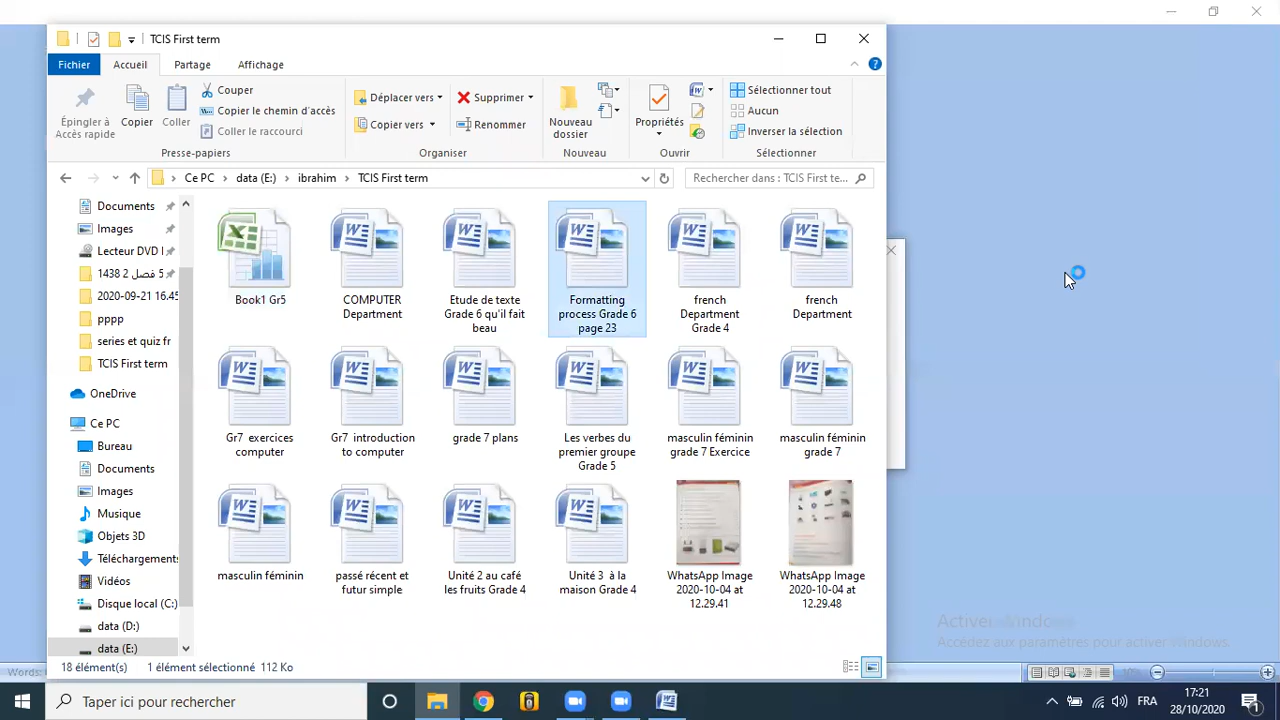 TCIS First term
Fichier
Accueil
Partage
Affichage
Épingler à
Accès rapide
Copier
Coller
Couper
Copier le chemin d'accès
Coller le raccourci
Presse-papiers
Déplacer vers
Copier vers
Supprimer
Renommer
Organiser
Nouveau
dossier
Nouveau
Propriétés
Ouvrir
Sélectionner tout
Aucun
Inverser la sélection
Sélectionner
Ce PC
data (E:)
ibrahim
TCIS First term
Rechercher dans : TCIS First te...
Documents
Images
Lecteur DVD
5 فصل 2 1438
2020-09-21 16.45
pppp
series et quiz fr
TCIS First term
OneDrive
Ce PC
Bureau
Documents
Images
Musique
Objets 3D
Téléchargements
Vidéos
Disque local (C:)
data (D:)
data (E:)
Book1 Gr5
COMPUTER
Department
Etude de texte
Grade 6 qu'il fait
beau
Formatting
process Grade 6
page 23
french
Department
Grade 4
french
Department
Gr7 exercices
computer
Gr7 introduction
to computer
grade 7 plans
Les verbes du
premier groupe
Grade 5
masculin féminin
grade 7 Exercice
masculin féminin
grade 7
masculin féminin
passé récent et
futur simple
Unité 2 au café
les fruits Grade 4
Unité 3 à la
maison Grade 4
WhatsApp Image
2020-10-04 at
12.29.41
WhatsApp Image
2020-10-04 at
12.29.48
18 élément(s)
1 élément sélectionné 112 Ko
Activer Windows
Accédez aux paramètres pour activer Windows.
Words:
Taper ici pour rechercher
FRA
17:21
28/10/2020
1